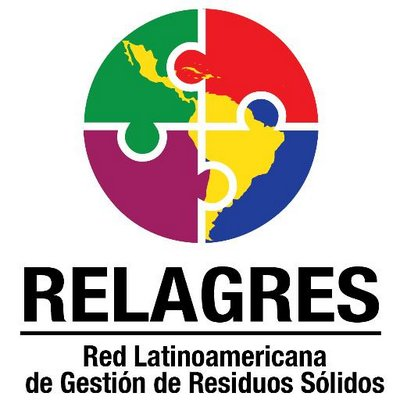 RELAGRES
Red Latinoamericana
de Gestión de Residuos Sólidos